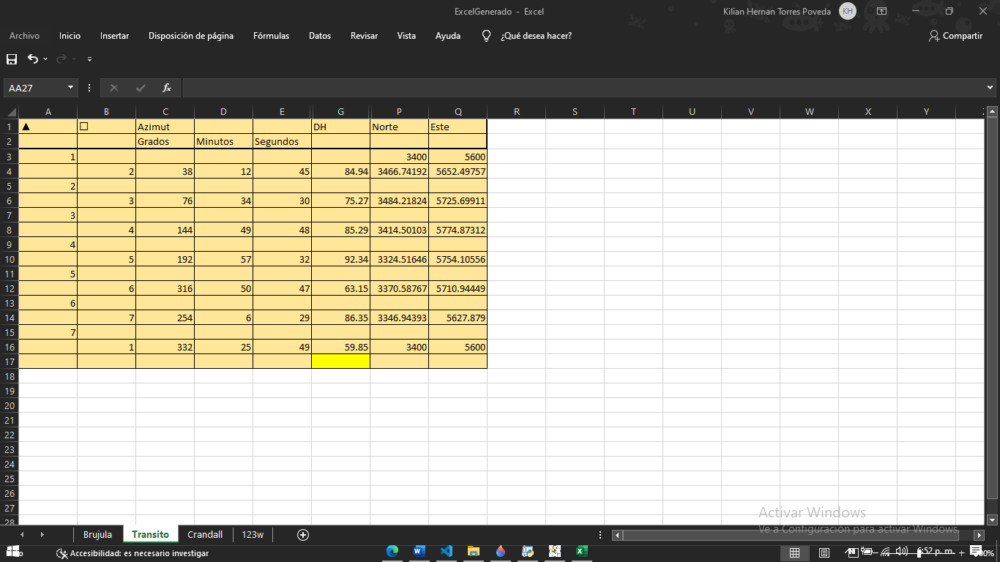 ExcelGenerado - Excel
Kilian Hernan Torres Poveda KH
Archivo Inicio Insertar Disposición de página Fórmulas Datos Revisar Vista Ayuda ¿Qué desea hacer? Compartir
AA27 fx
A B C D E G P Q R S T U V W X Y
1 ▲ □ Azimut DH Norte Este
2 Grados Minutos Segundos
3 1 3400 5600
4 2 38 12 45 84.94 3466.74192 5652.49757
5 2
6 3 76 34 30 75.27 3484.21824 5725.69911
7 3
8 4 144 49 48 85.29 3414.50103 5774.87312
9 4
10 5 192 57 32 92.34 3324.51646 5754.10556
11 5
12 6 316 50 47 63.15 3370.58767 5710.94449
13 6
14 7 254 6 29 86.35 3346.94393 5627.879
15 7
16 1 332 25 49 59.85 3400 5600
17
18
19
20
21
22
23
24
25
26
27
28
Activar Windows
Ve a Configuración para activar Windows.
Brujula Transito Crandall 123w
Accesibilidad: es necesario investigar
6:52 p. m.